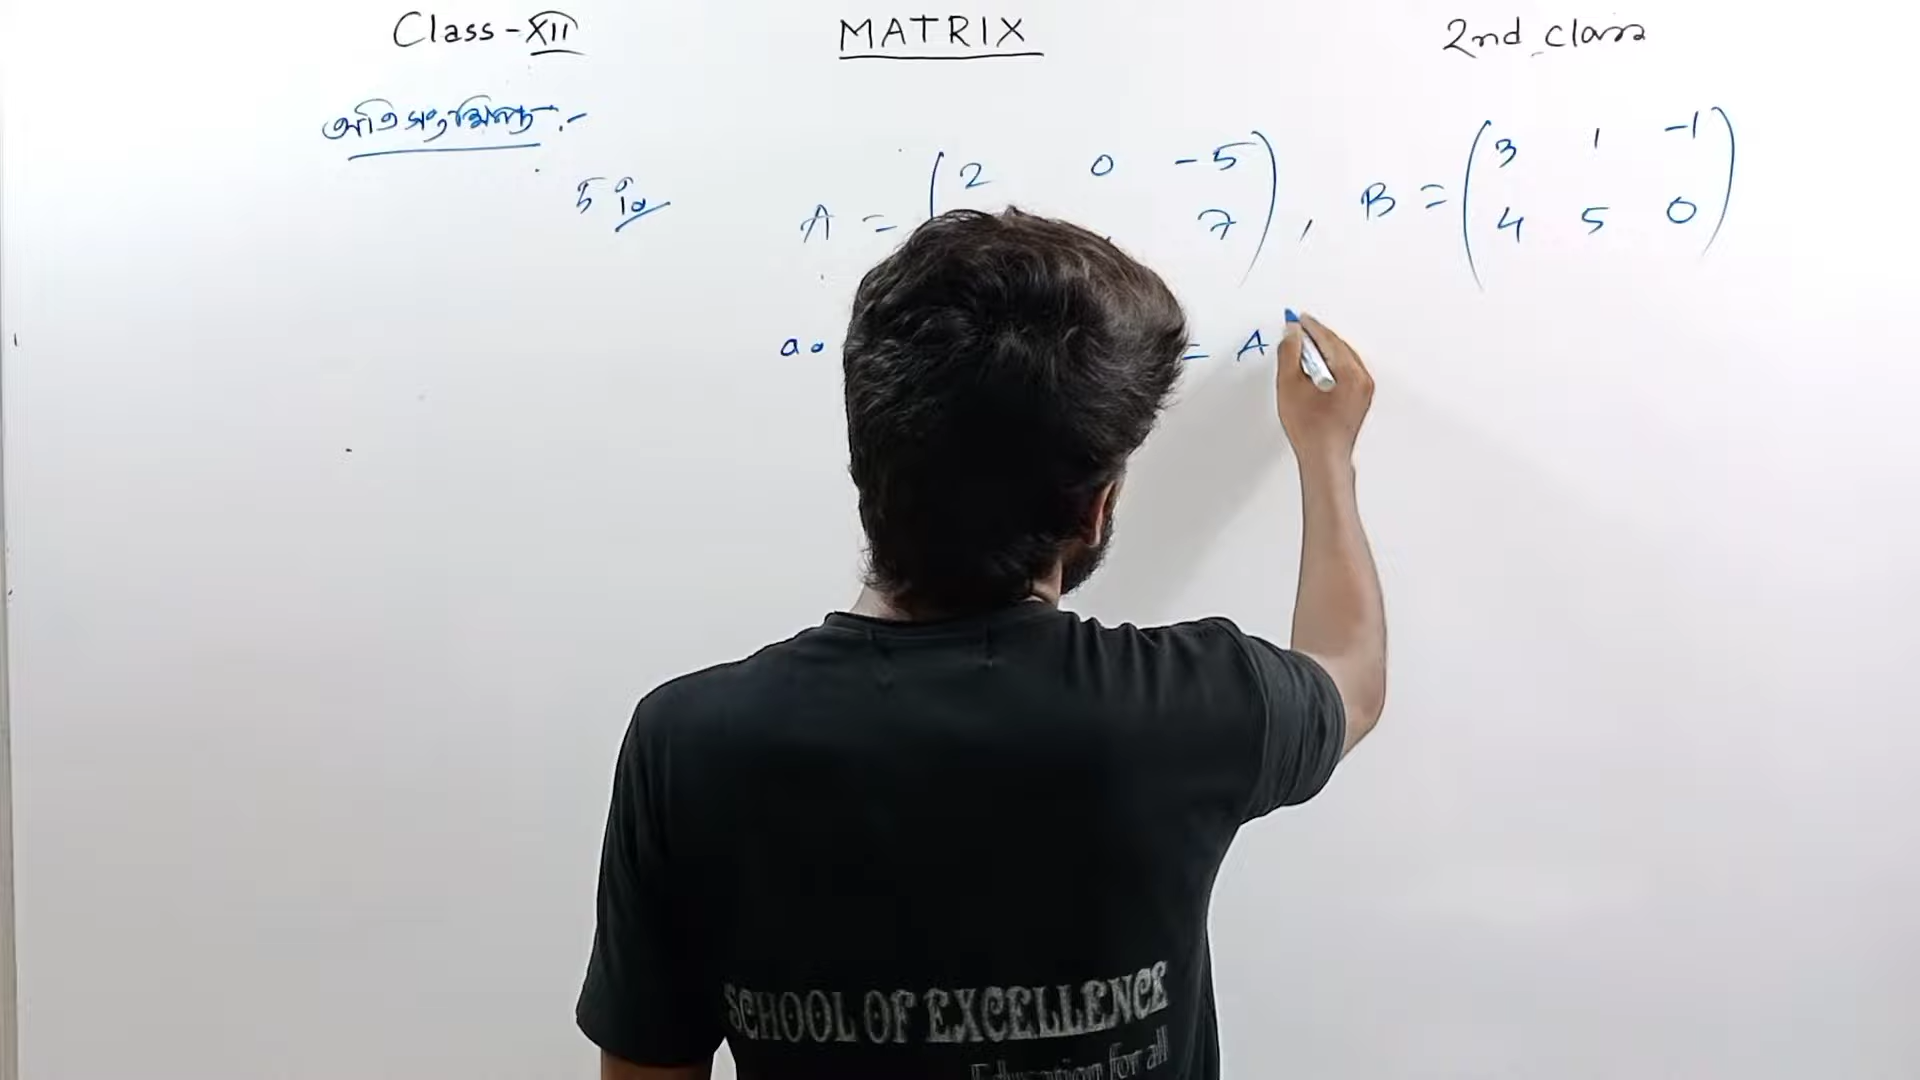 Class - XII MATRIX 2nd class
অতি সংক্ষিপ্ত :-
A = ( 2 0 -5
7 ) , B = ( 3 1 -1
4 5 0 )
a. = A
SCHOOL OF EXCELLENCE
Education for all